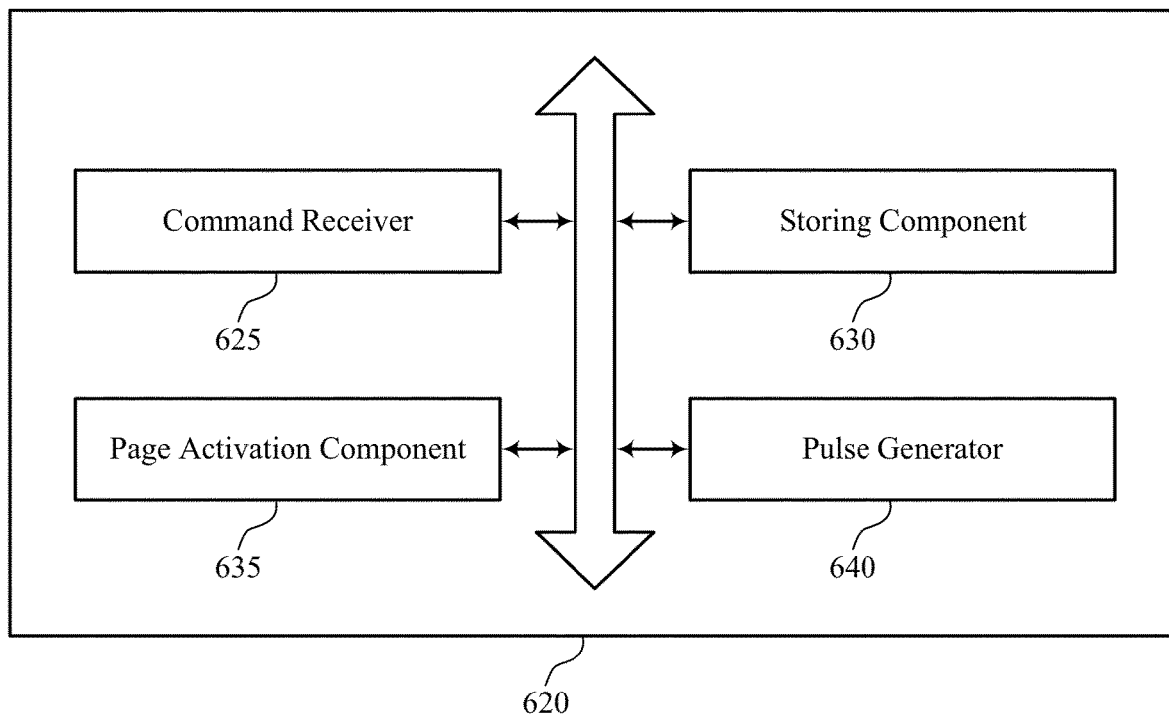 Command Receiver
Storing Component
625
630
Page Activation Component
Pulse Generator
635
640
620